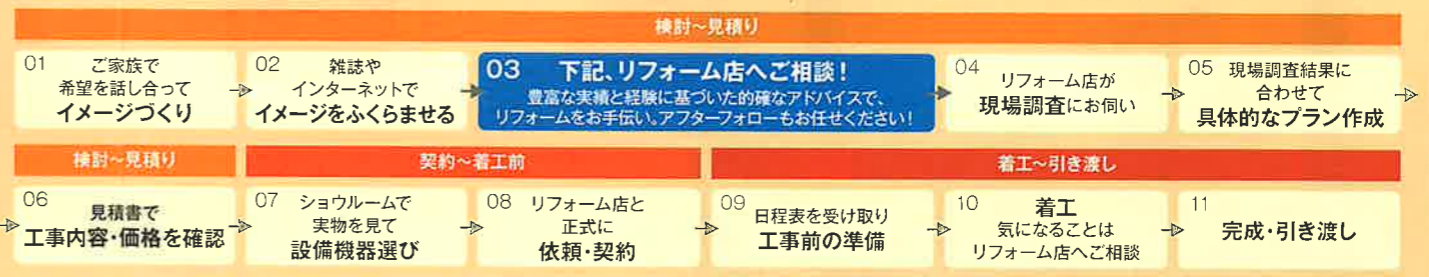 検討～見積り
01 ご家族で
希望を話し合って
イメージづくり
02 雑誌や
インターネットで
イメージをふくらませる
03 下記、リフォーム店へご相談！
豊富な実績と経験に基づいた的確なアドバイスで、
リフォームをお手伝い。アフターフォローもお任せください！
04 リフォーム店が
現場調査にお伺い
05 現場調査結果に
合わせて
具体的なプラン作成
検討～見積り
06 見積書で
工事内容・価格を確認
契約～着工前
07 ショウルームで
実物を見て
設備機器選び
08 リフォーム店と
正式に
依頼・契約
着工～引き渡し
09 日程表を受け取り
工事前の準備
10 着工
気になることは
リフォーム店へご相談
11 完成・引き渡し